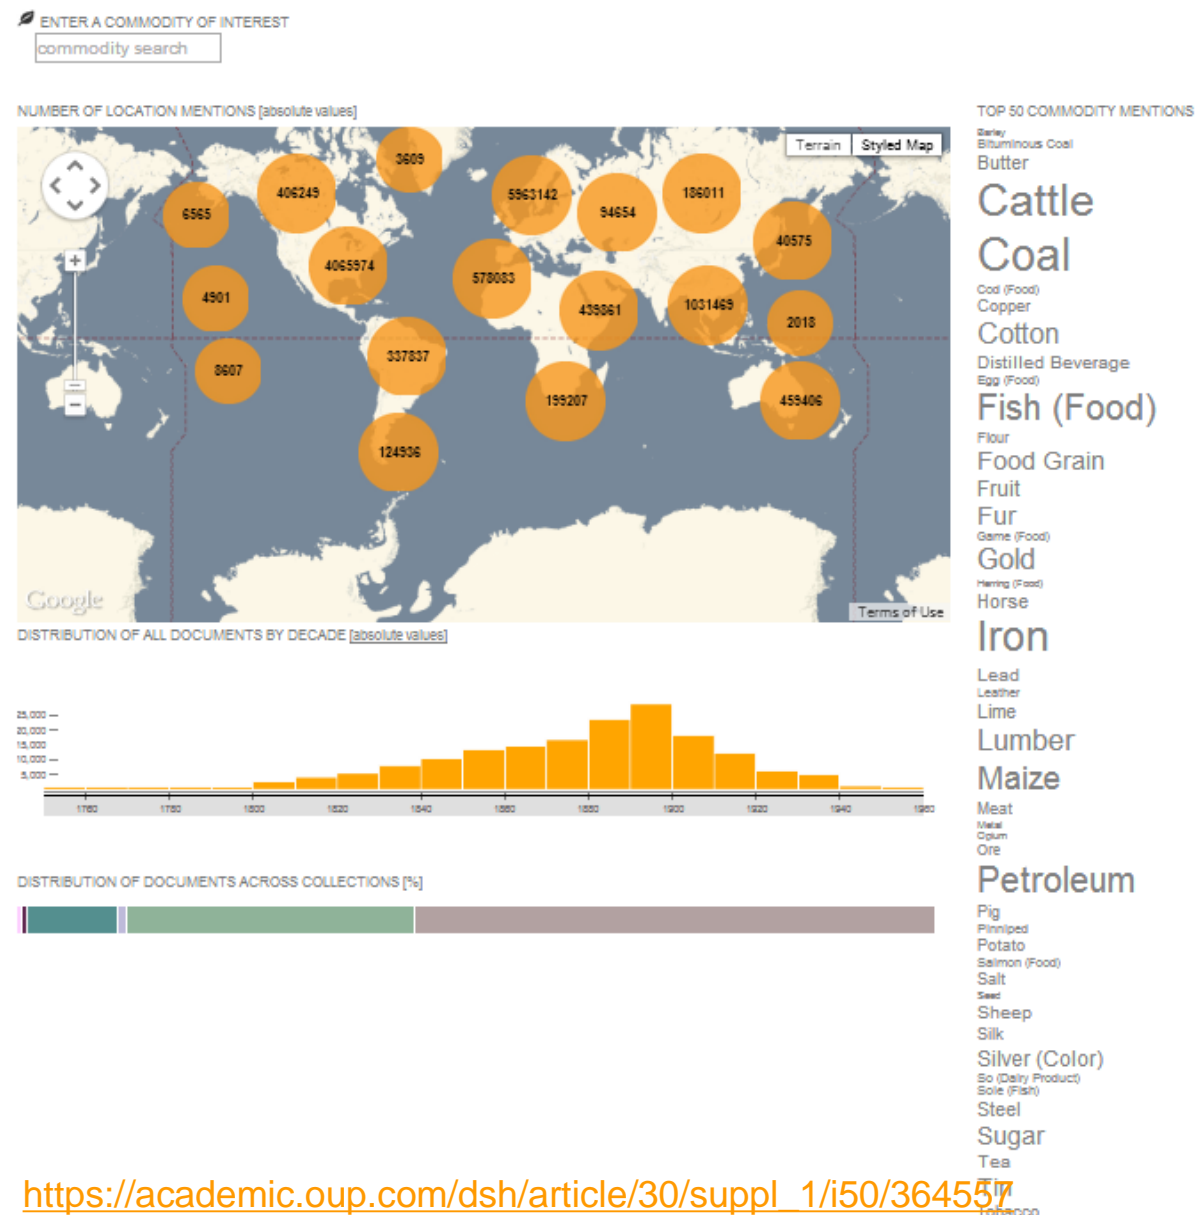 ENTER A COMMODITY OF INTEREST
commodity search
NUMBER OF LOCATION MENTIONS [absolute values]
Terrain
Styled Map
3609
406249
5963142
186011
6565
94654
40575
4065974
578083
4901
439861
1031469
2018
337837
8607
199207
459406
124936
Google
Terms of Use
DISTRIBUTION OF ALL DOCUMENTS BY DECADE [absolute values]
25,000
20,000
15,000
10,000
5,000
1760 1780 1800 1820 1840 1860 1880 1900 1920 1940 1960
DISTRIBUTION OF DOCUMENTS ACROSS COLLECTIONS [%]
TOP 50 COMMODITY MENTIONS
Barley
Bituminous Coal
Butter
Cattle
Coal
Cod (Food)
Copper
Cotton
Distilled Beverage
Egg (Food)
Fish (Food)
Flour
Food Grain
Fruit
Fur
Game (Food)
Gold
Herring (Food)
Horse
Iron
Lead
Leather
Lime
Lumber
Maize
Meat
Metal
Opium
Ore
Petroleum
Pig
Pinniped
Potato
Salmon (Food)
Salt
Seed
Sheep
Silk
Silver (Color)
So (Dairy Product)
Sole (Fish)
Steel
Sugar
Tea
Tin
Tobacco
https://academic.oup.com/dsh/article/30/suppl_1/i50/364557